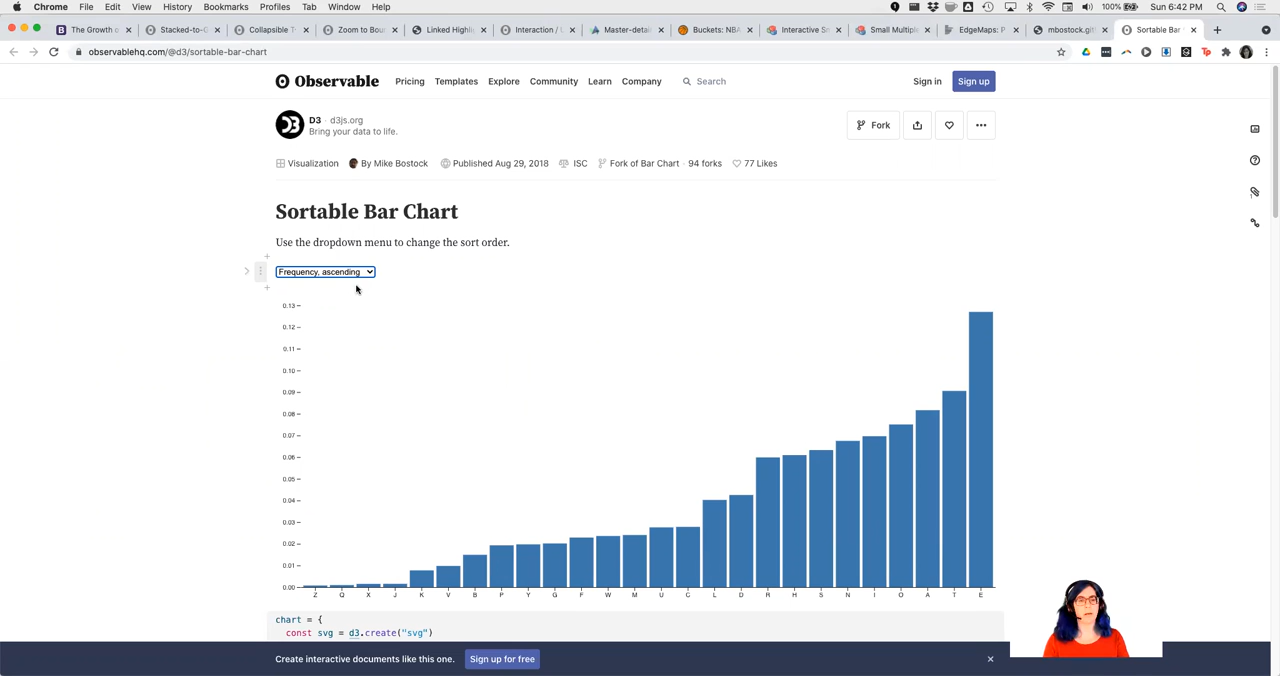 Chrome File Edit View History Bookmarks Profiles Tab Window Help 100% Sun 6:42 PM
The Growth o Stacked-to-G Collapsible T Zoom to Bou Linked Highli Interaction / Master-detail Buckets: NBA Interactive Sm Small Multiple EdgeMaps: P mbostock.gith Sortable Bar
observablehq.com/@d3/sortable-bar-chart
Observable Pricing Templates Explore Community Learn Company Search Sign in Sign up
D3 · d3js.org
Bring your data to life.
Fork
Visualization By Mike Bostock Published Aug 29, 2018 ISC Fork of Bar Chart · 94 forks 77 Likes
Sortable Bar Chart
Use the dropdown menu to change the sort order.
Frequency, ascending
0.13
0.12
0.11
0.10
0.09
0.08
0.07
0.06
0.05
0.04
0.03
0.02
0.01
0.00
Z Q X J K V B P Y G F W M U C L D R H S N I O A T E
chart = {
const svg = d3.create("svg")
Create interactive documents like this one. Sign up for free